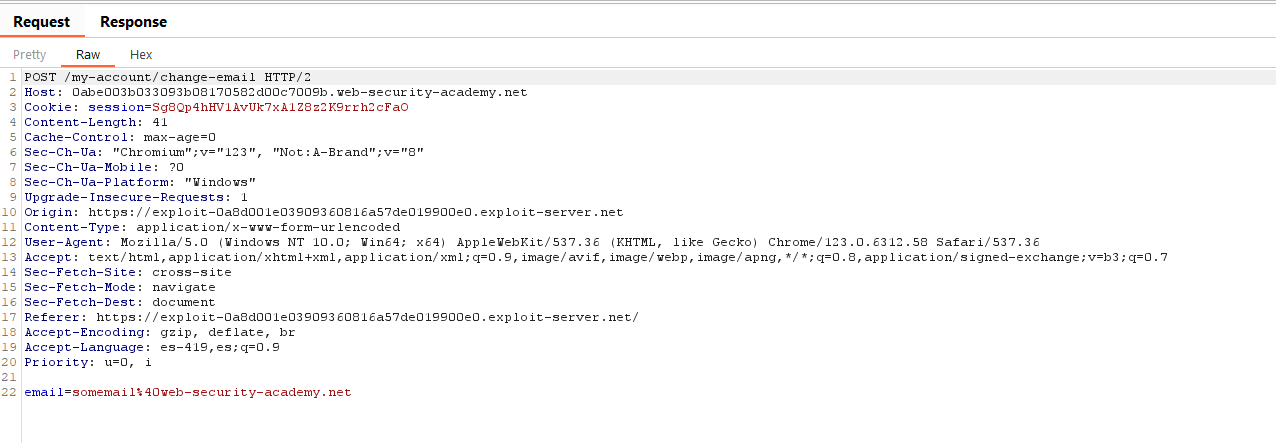 Request Response
Pretty Raw Hex
1 POST /my-account/change-email HTTP/2
2 Host: 0abe003b033093b08170582d00c7009b.web-security-academy.net
3 Cookie: session=Sg8Qp4hHV1AvUk7xA1Z8z2K9rrh2cFaO
4 Content-Length: 41
5 Cache-Control: max-age=0
6 Sec-Ch-Ua: "Chromium";v="123", "Not:A-Brand";v="8"
7 Sec-Ch-Ua-Mobile: ?0
8 Sec-Ch-Ua-Platform: "Windows"
9 Upgrade-Insecure-Requests: 1
10 Origin: https://exploit-0a8d001e03909360816a57de019900e0.exploit-server.net
11 Content-Type: application/x-www-form-urlencoded
12 User-Agent: Mozilla/5.0 (Windows NT 10.0; Win64; x64) AppleWebKit/537.36 (KHTML, like Gecko) Chrome/123.0.6312.58 Safari/537.36
13 Accept: text/html,application/xhtml+xml,application/xml;q=0.9,image/avif,image/webp,image/apng,*/*;q=0.8,application/signed-exchange;v=b3;q=0.7
14 Sec-Fetch-Site: cross-site
15 Sec-Fetch-Mode: navigate
16 Sec-Fetch-Dest: document
17 Referer: https://exploit-0a8d001e03909360816a57de019900e0.exploit-server.net/
18 Accept-Encoding: gzip, deflate, br
19 Accept-Language: es-419,es;q=0.9
20 Priority: u=0, i
21
22 email=somemail%40web-security-academy.net